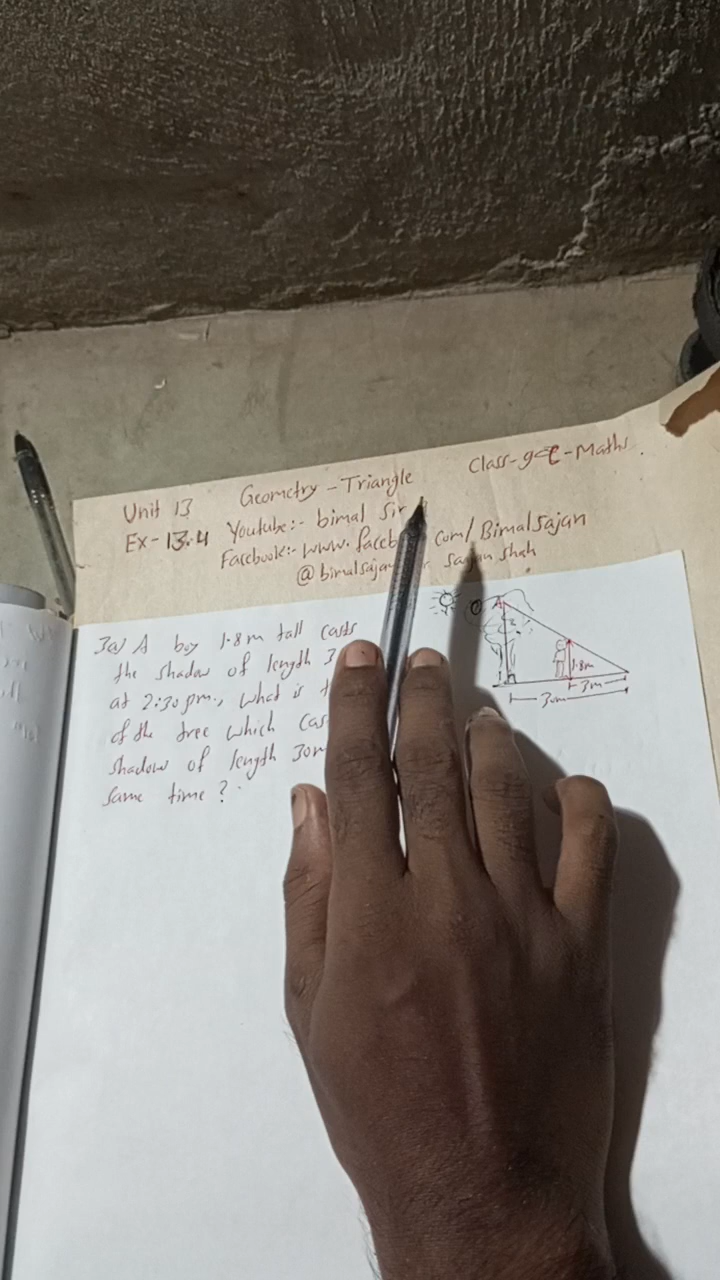 Unit 13 Geometry - Triangle Class-9 - Maths.
Ex-13.4 Youtube:- bimal Sir
Facebook:- www.faceb com/Bimalsajan
@bimalsajan sajan shah
3a) A boy 1.8m tall casts
the shadow of length 3
at 2:30 pm, what is
of the tree which cas
shadow of length 30m
same time?
A
1.8m
3m
30m